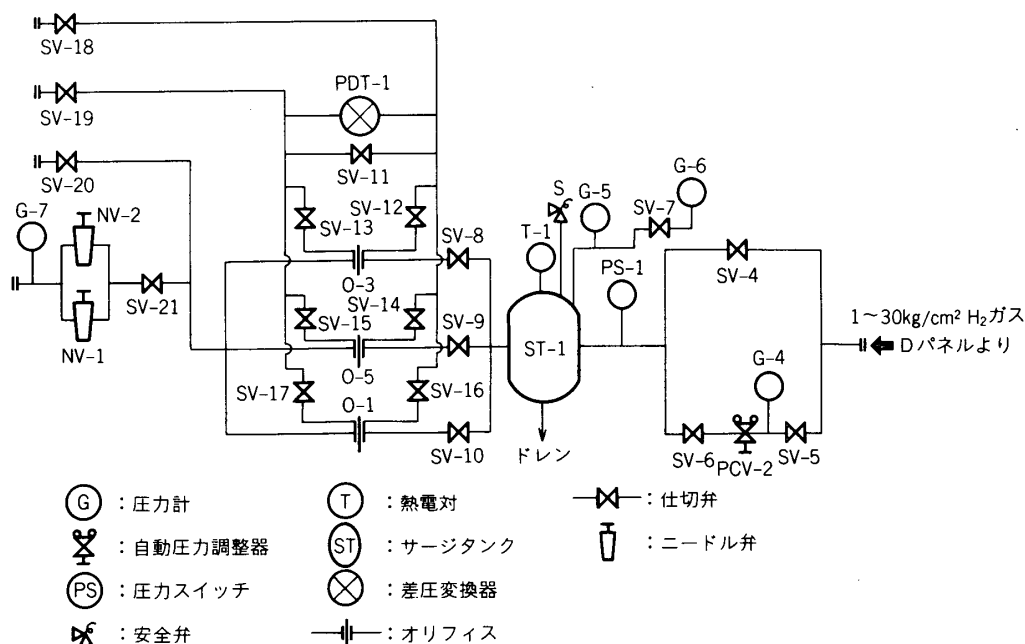 SV-18
PDT-1
SV-19
SV-20
SV-11
G-7
NV-2
SV-13
SV-12
SV-8
O-3
SV-21
NV-1
SV-15
SV-14
SV-9
O-5
SV-17
SV-16
O-1
SV-10
T-1
S
G-5
SV-7
G-6
PS-1
SV-4
ST-1
ドレン
1~30kg/cm² H₂ガス
Dパネルより
G-4
SV-6
PCV-2
SV-5
G :圧力計
T :熱電対
:仕切弁
:自動圧力調整器
ST :サージタンク
:ニードル弁
PS :圧力スイッチ
:差圧変換器
:安全弁
:オリフィス